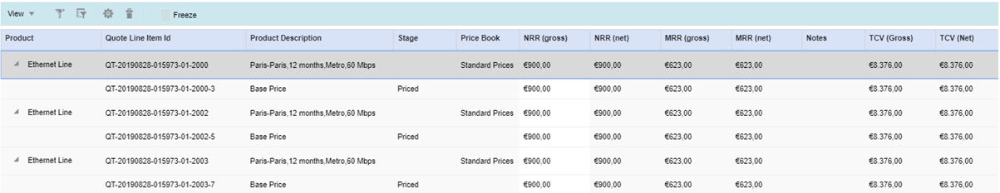 View Freeze
Product Quote Line Item Id Product Description Stage Price Book NRR (gross) NRR (net) MRR (gross) MRR (net) Notes TCV (Gross) TCV (Net)
Ethernet Line QT-20190828-015973-01-2000 Paris-Paris,12 months,Metro,60 Mbps Standard Prices €900,00 €900,00 €623,00 €623,00 €8.376,00 €8.376,00
QT-20190828-015973-01-2000-3 Base Price Priced €900,00 €900,00 €623,00 €623,00 €8.376,00 €8.376,00
Ethernet Line QT-20190828-015973-01-2002 Paris-Paris,12 months,Metro,60 Mbps Standard Prices €900,00 €900,00 €623,00 €623,00 €8.376,00 €8.376,00
QT-20190828-015973-01-2002-5 Base Price Priced €900,00 €900,00 €623,00 €623,00 €8.376,00 €8.376,00
Ethernet Line QT-20190828-015973-01-2003 Paris-Paris,12 months,Metro,60 Mbps Standard Prices €900,00 €900,00 €623,00 €623,00 €8.376,00 €8.376,00
QT-20190828-015973-01-2003-7 Base Price Priced €900,00 €900,00 €623,00 €623,00 €8.376,00 €8.376,00